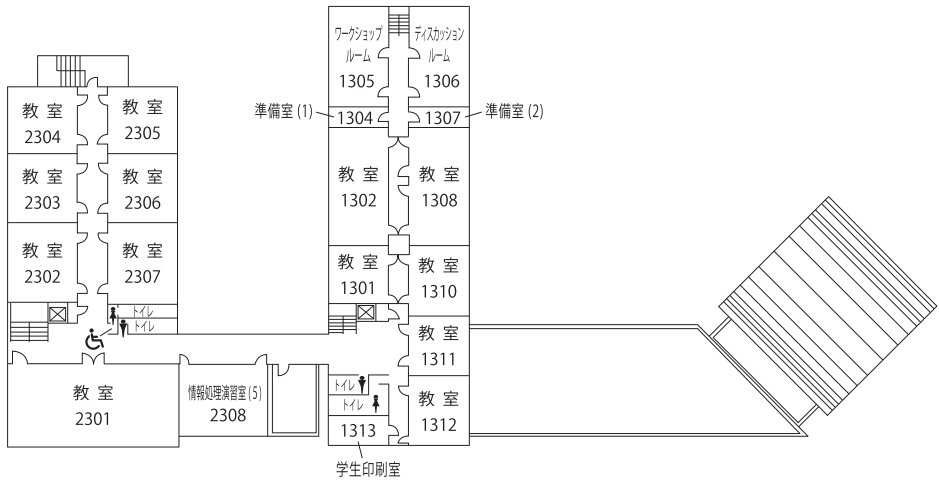 教 室
2304
教 室
2305
教 室
2303
教 室
2306
教 室
2302
教 室
2307
トイレ
トイレ
教 室
2301
情報処理演習室(5)
2308
ワークショップ
ルーム
1305
ディスカッション
ルーム
1306
準備室(1)
1304
1307
準備室(2)
教 室
1302
教 室
1308
教 室
1301
教 室
1310
教 室
1311
トイレ
トイレ
教 室
1312
1313
学生印刷室